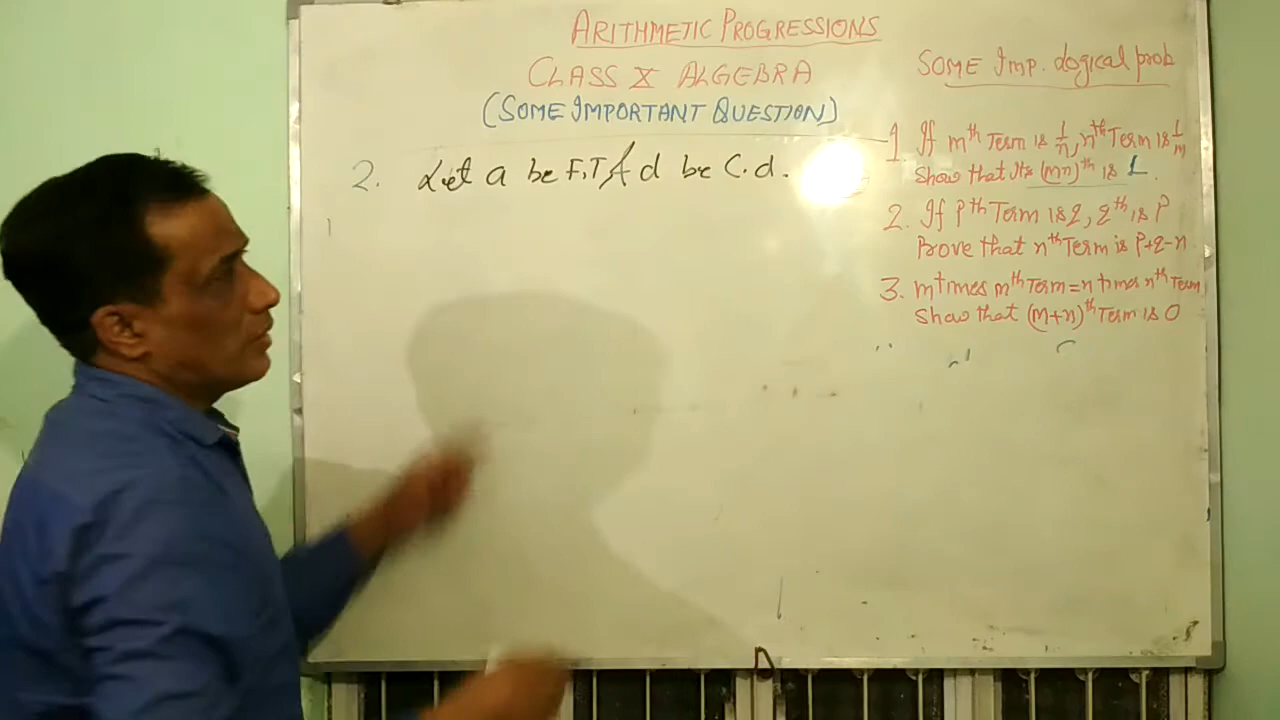 ARITHMETIC PROGRESSIONS
CLASS X ALGEBRA
(SOME IMPORTANT QUESTION)
2. Let a be F.T & d be C.d.
SOME Imp. Logical prob
1. If mth Term is 1/n, nth Term is 1/m
Show that Its (mn)th is 1.
2. If Pth Term is q, qth is P
Prove that nth Term is P+q-n
3. m times mth Term = n times nth Term
Show that (m+n)th Term is 0